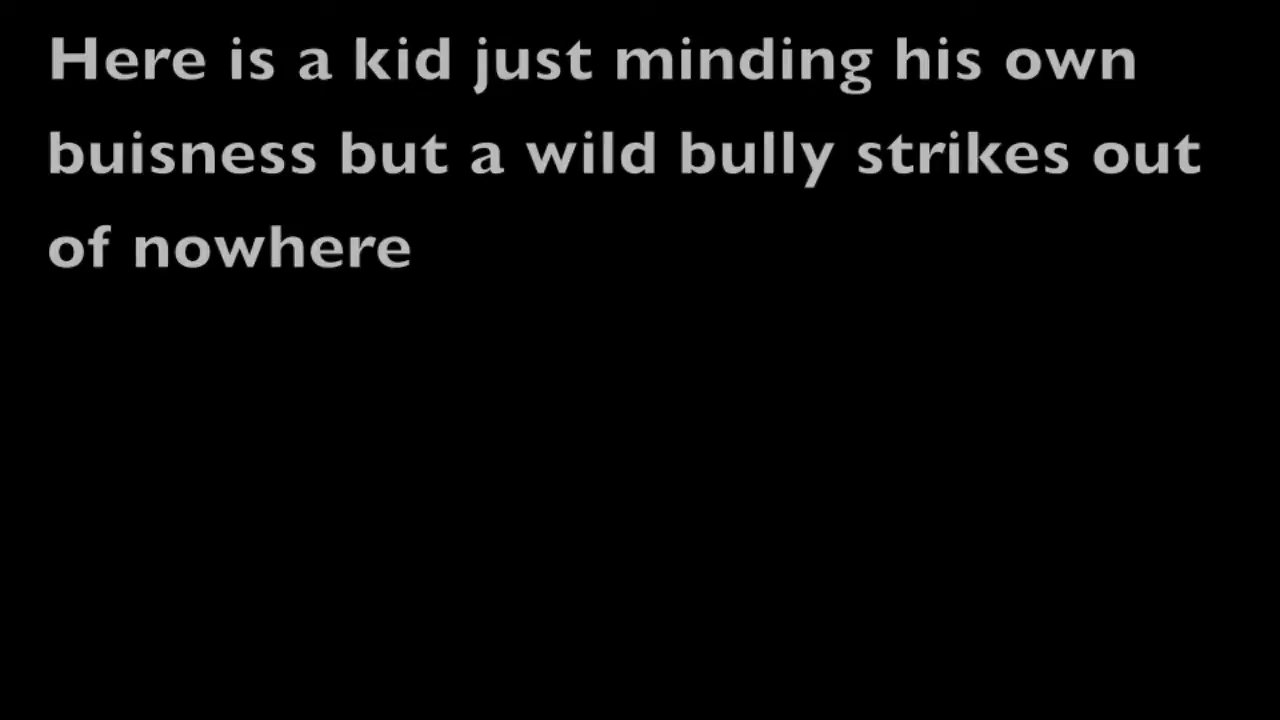 Here is a kid just minding his own
buisness but a wild bully strikes out
of nowhere